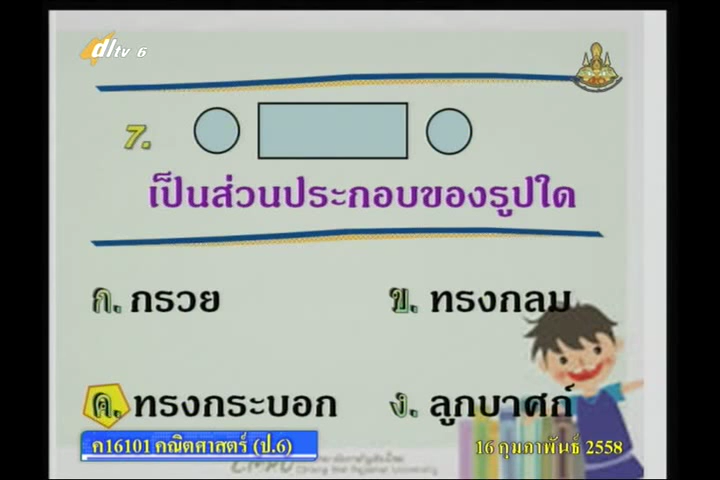 dltv 6
7.
เป็นส่วนประกอบของรูปใด
ก. กรวย
ข. ทรงกลม
ค. ทรงกระบอก
ง. ลูกบาศก์
ค16101 คณิตศาสตร์ (ป.6)
16 กุมภาพันธ์ 2558